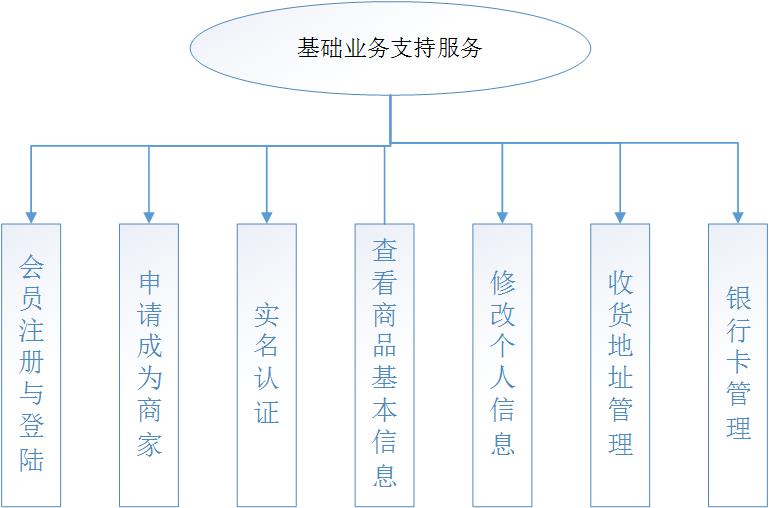 基础业务支持服务
会员注册与登陆
申请成为商家
实名认证
查看商品基本信息
修改个人信息
收货地址管理
银行卡管理